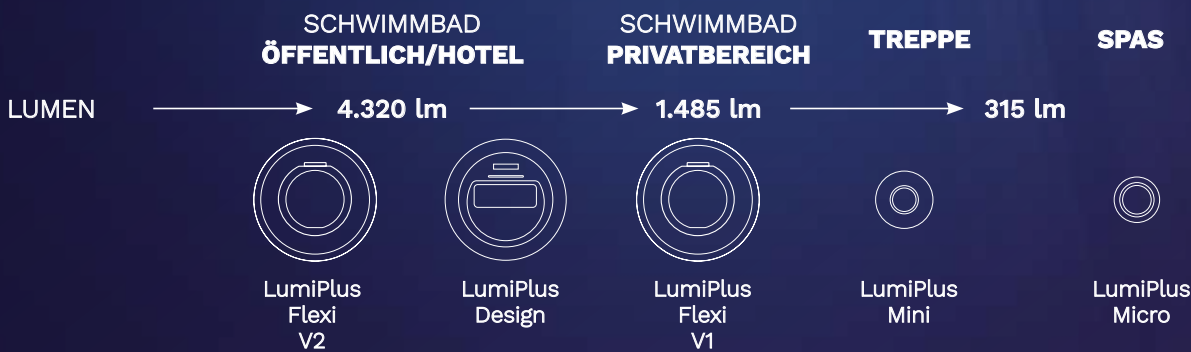 SCHWIMMBAD
ÖFFENTLICH/HOTEL
SCHWIMMBAD
PRIVATBEREICH
TREPPE
SPAS
LUMEN
4.320 lm
1.485 lm
315 lm
LumiPlus
Flexi
V2
LumiPlus
Design
LumiPlus
Flexi
V1
LumiPlus
Mini
LumiPlus
Micro